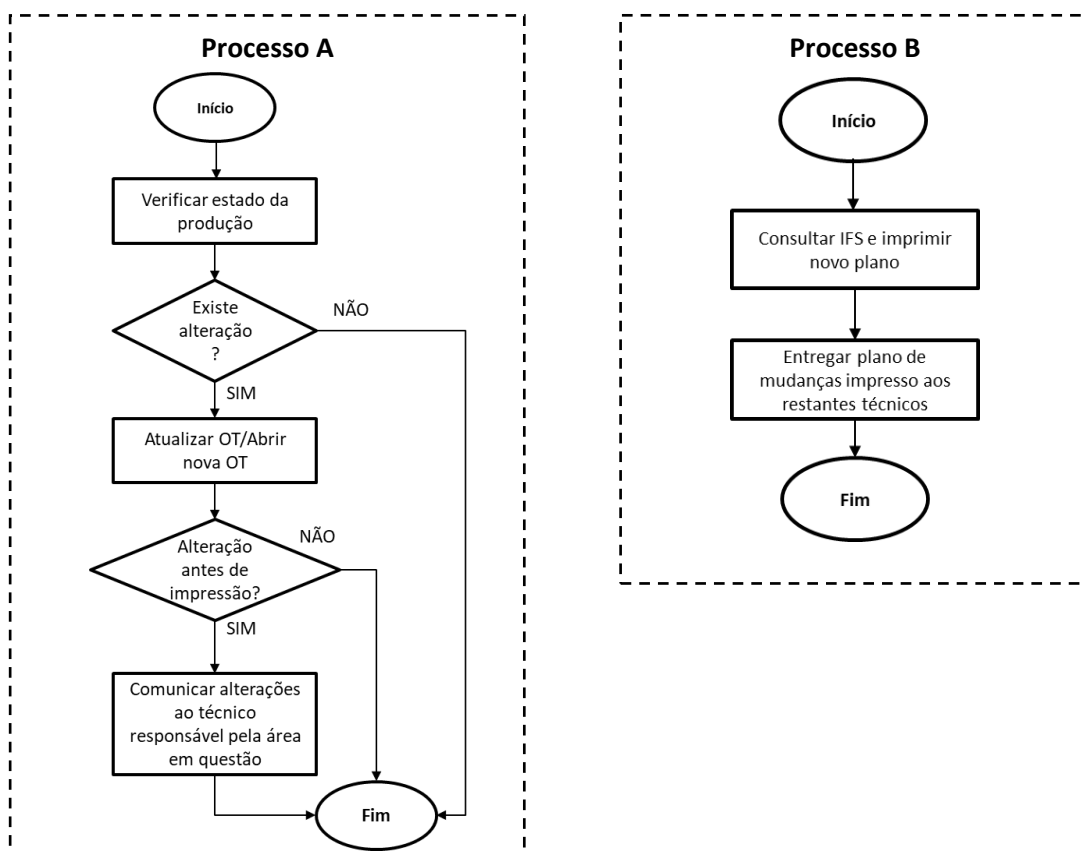 Processo A
Início
Verificar estado da
produção
Existe
alteração
?
NÃO
SIM
Atualizar OT/Abrir
nova OT
Alteração
antes de
impressão?
NÃO
SIM
Comunicar alterações
ao técnico
responsável pela área
em questão
Fim
Processo B
Início
Consultar IFS e imprimir
novo plano
Entregar plano de
mudanças impresso aos
restantes técnicos
Fim